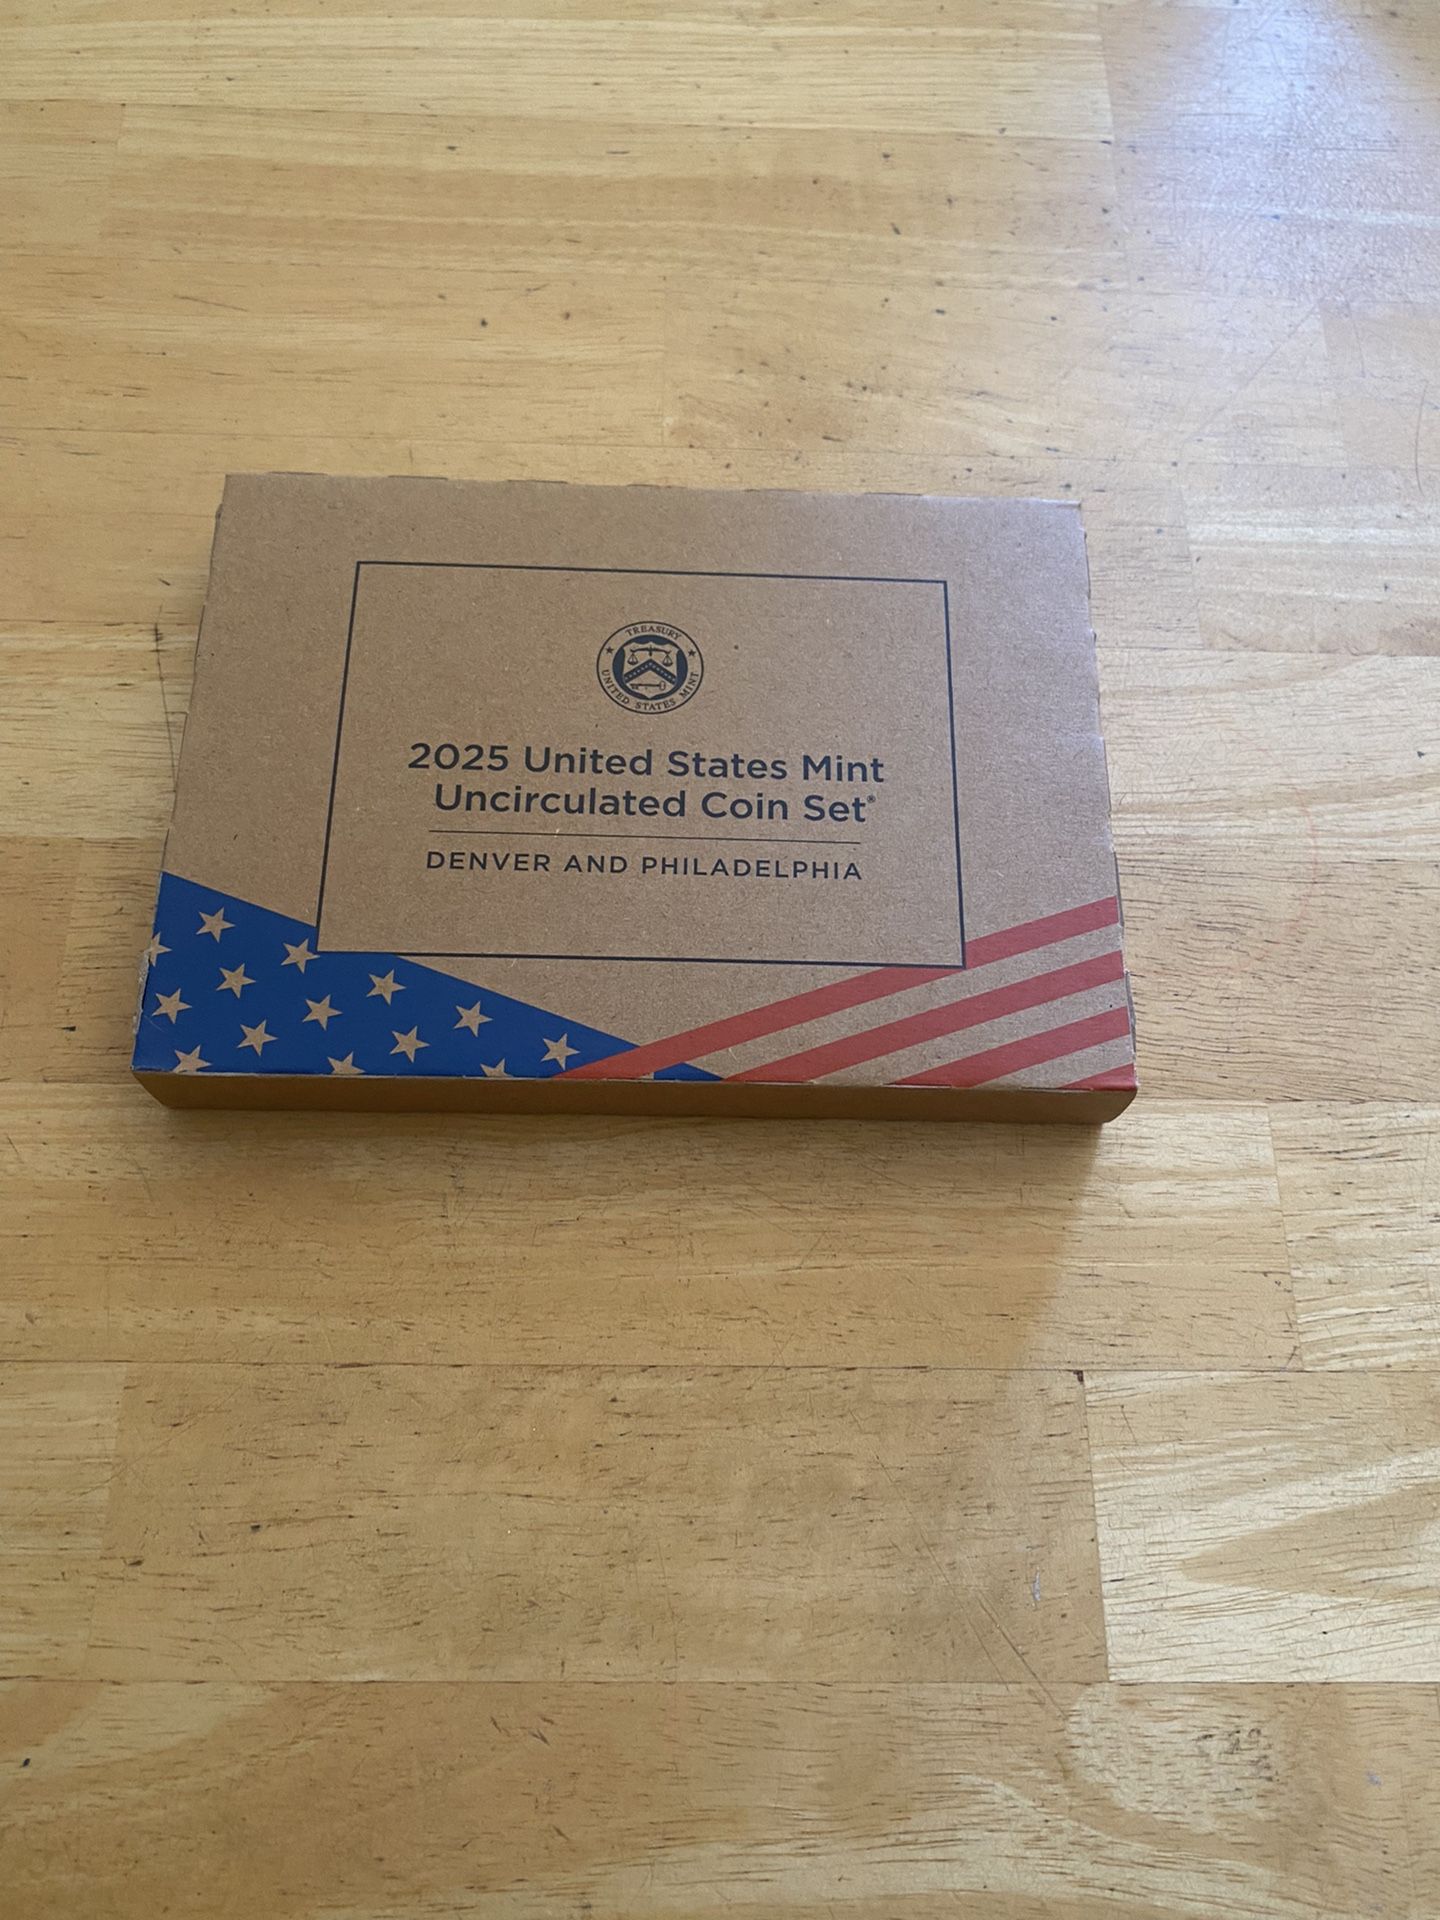 TREASURY
UNITED STATES MINT
2025 United States Mint
Uncirculated Coin Set®
DENVER AND PHILADELPHIA